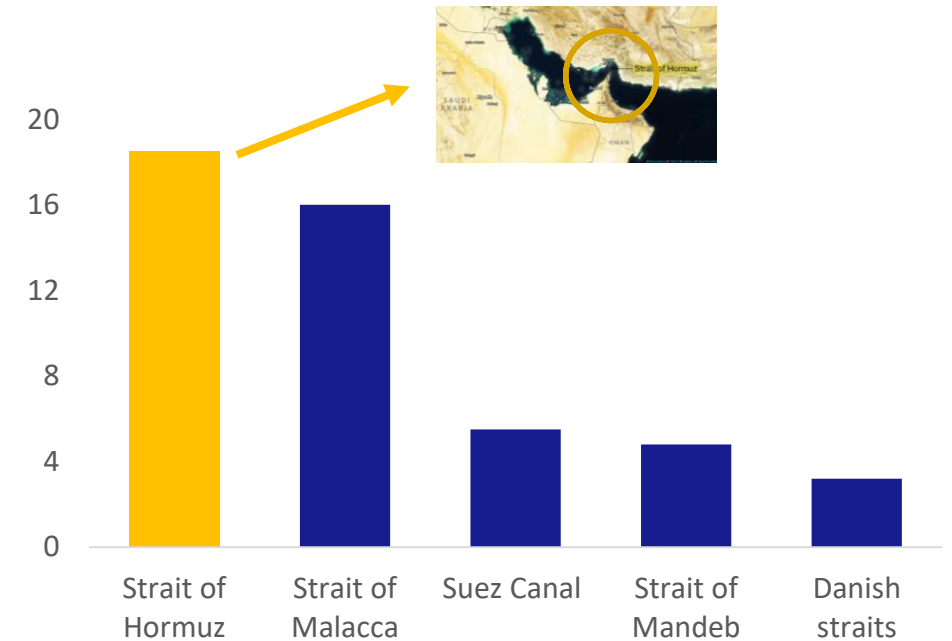 Strait of Hormuz
SAUDI
ARABIA
OMAN
20
16
12
8
4
0
Strait of
Hormuz
Strait of
Malacca
Suez Canal
Strait of
Mandeb
Danish
straits